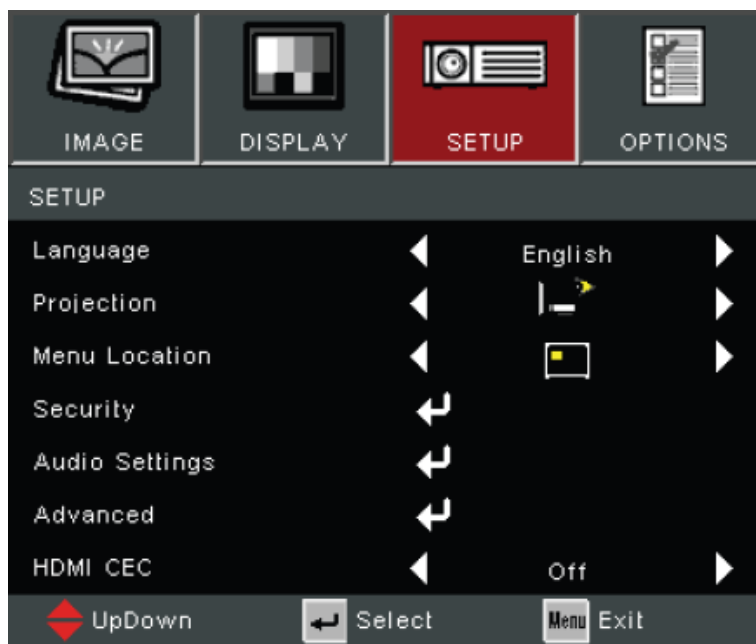 IMAGE DISPLAY SETUP OPTIONS
SETUP
Language English
Projection
Menu Location
Security
Audio Settings
Advanced
HDMI CEC Off
UpDown Select Menu Exit